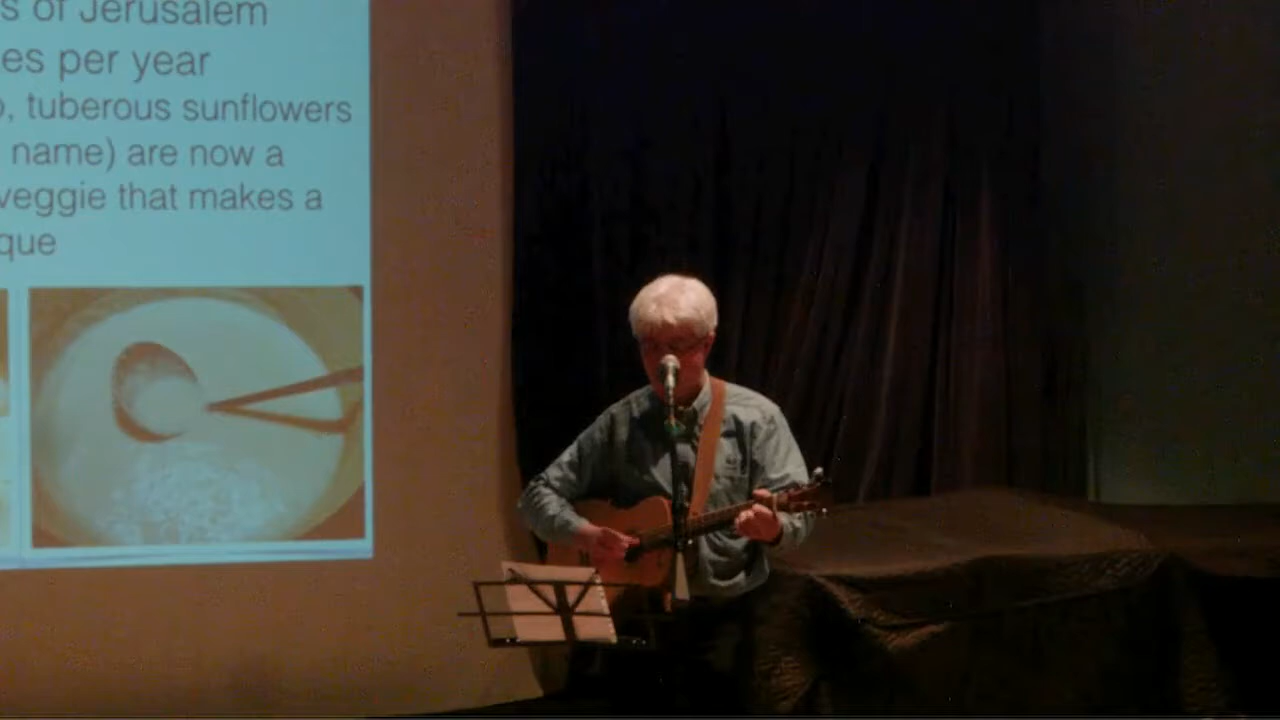 s of Jerusalem
es per year
o, tuberous sunflowers
name) are now a
veggie that makes a
que